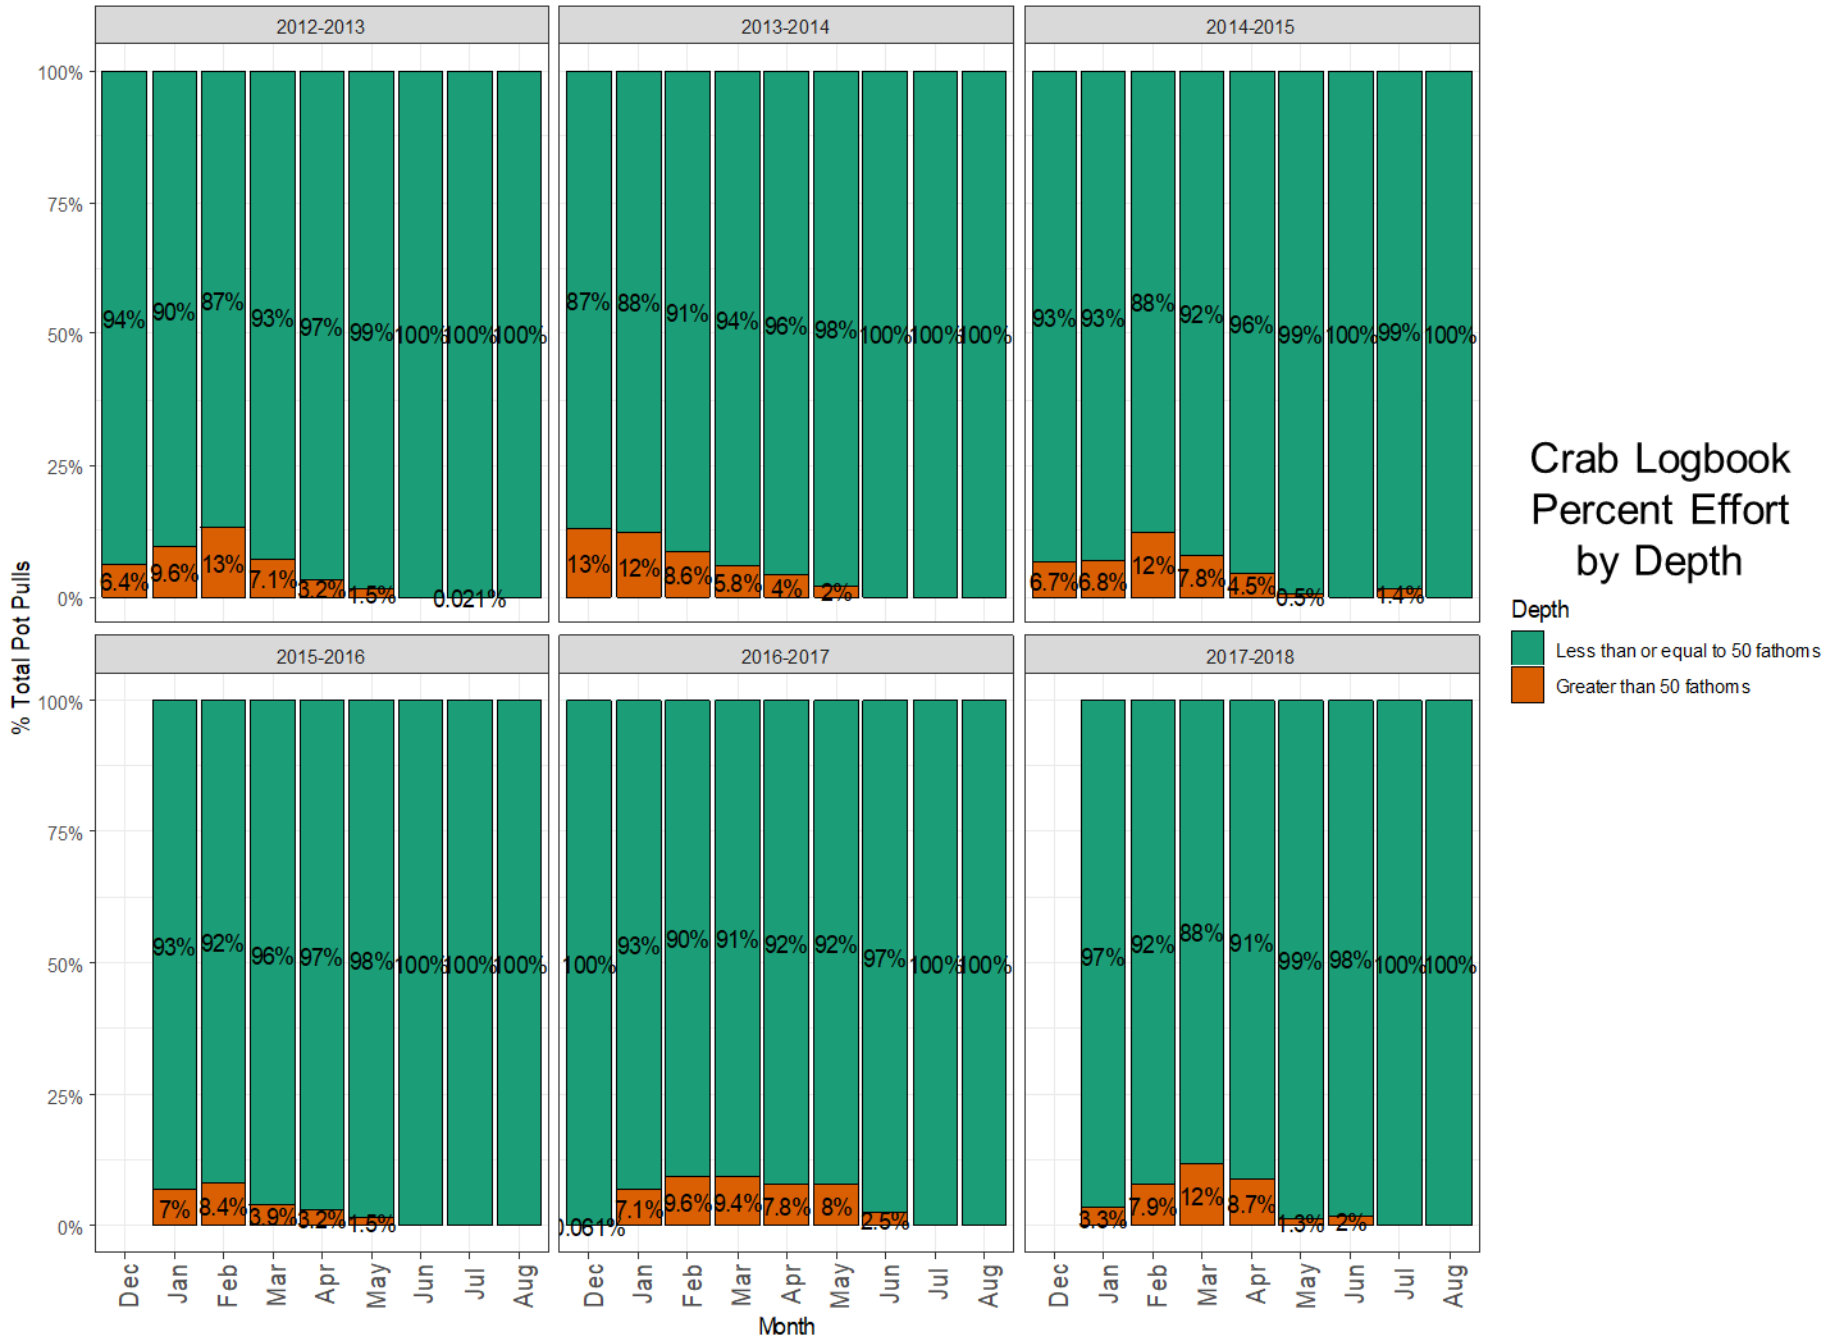 2012-2013
2013-2014
2014-2015
100%
75%
50%
25%
0%
94% 90% 87% 93% 97% 99% 100% 100% 100%
6.4% 9.6% 13% 7.1% 3.2% 1.5% 0.021%
87% 88% 91% 94% 96% 98% 100% 100% 100%
13% 12% 8.6% 5.8% 4% 2%
93% 93% 88% 92% 96% 99% 100% 99% 100%
6.7% 6.8% 12% 7.8% 4.5% 0.5% 1.4%
% Total Pot Pulls
2015-2016
2016-2017
2017-2018
100%
75%
50%
25%
0%
93% 92% 96% 97% 98% 100% 100% 100%
7% 8.4% 3.9% 3.2% 1.5%
100% 93% 90% 91% 92% 92% 97% 100% 100%
0.061% 7.1% 9.6% 9.4% 7.8% 8% 2.5%
97% 92% 88% 91% 99% 98% 100% 100%
3.3% 7.9% 12% 8.7% 1.3% 2%
Dec Jan Feb Mar Apr May Jun Jul Aug
Dec Jan Feb Mar Apr May Jun Jul Aug
Dec Jan Feb Mar Apr May Jun Jul Aug
Month
Crab Logbook
Percent Effort
by Depth
Depth
Less than or equal to 50 fathoms
Greater than 50 fathoms